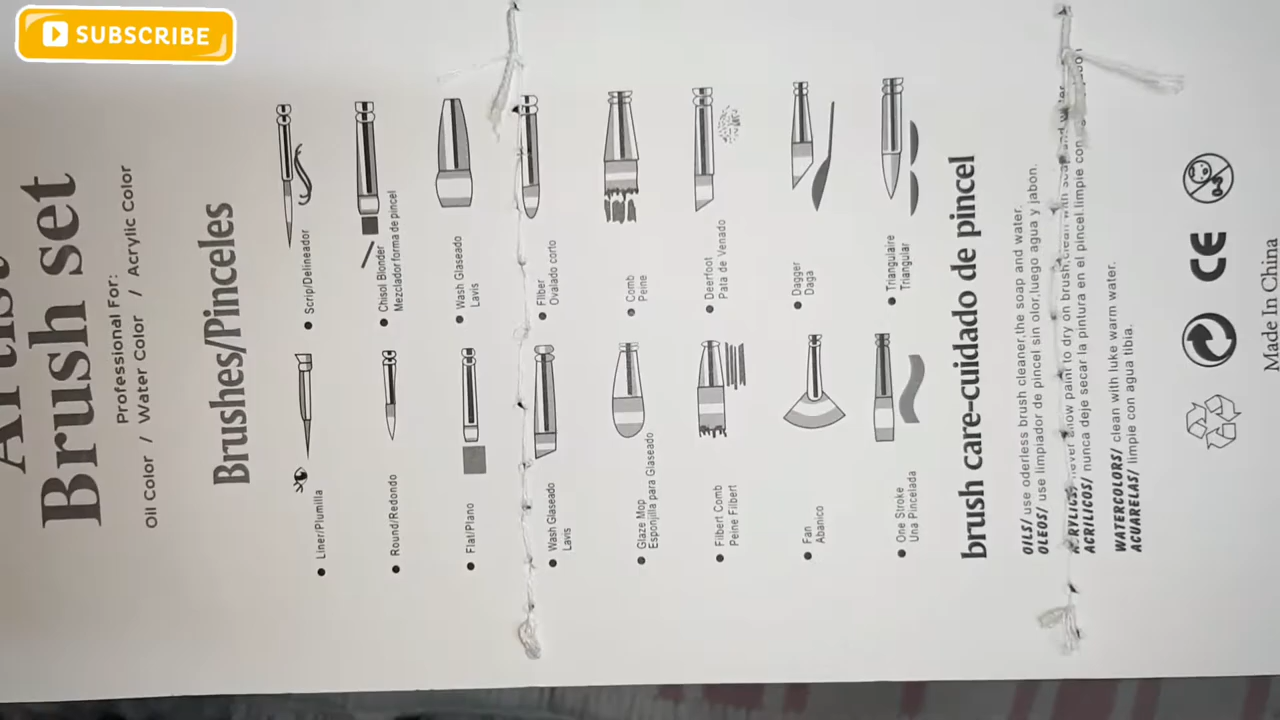 SUBSCRIBE
Brush set
Professional For:
Oil Color / Water Color / Acrylic Color
Brushes/Pinceles
Liner/Plumilla
Scrip/Delineador
Round/Redondo
Chisol Blonder
Mezclador forma de pincel
Flat/Plano
Wash Glaseado
Lavis
Wash Glaseado
Lavis
Fliber
Ovalado corto
Glaze Mop
Esponjilla para Glaseado
Comb
Peine
Filbert Comb
Peine Filbert
Deerfoot
Pata de Venado
Fan
Abanico
Dagger
Daga
One Stroke
Una Pincelada
Triangulaire
Triangular
brush care-cuidado de pincel
OILS/ use oderless brush cleaner,the soap and water.
OLEOS/ use limpiador de pincel sin olor,luego agua y jabon.
paint to dry on brush,clean with soap and
ACRILICOS/ nunca deje secar la pintura en el pincel.limpie con
WATERCOLORS/ clean with luke warm water.
ACUARELAS/ limpie con agua tibia.
CE
0-3
Made In China